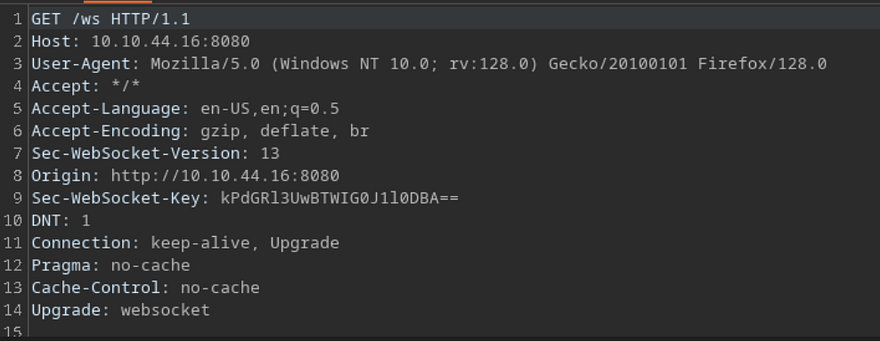 1 GET /ws HTTP/1.1
2 Host: 10.10.44.16:8080
3 User-Agent: Mozilla/5.0 (Windows NT 10.0; rv:128.0) Gecko/20100101 Firefox/128.0
4 Accept: */*
5 Accept-Language: en-US,en;q=0.5
6 Accept-Encoding: gzip, deflate, br
7 Sec-WebSocket-Version: 13
8 Origin: http://10.10.44.16:8080
9 Sec-WebSocket-Key: kPdGRl3UwBTWIG0J1l0DBA==
10 DNT: 1
11 Connection: keep-alive, Upgrade
12 Pragma: no-cache
13 Cache-Control: no-cache
14 Upgrade: websocket
15